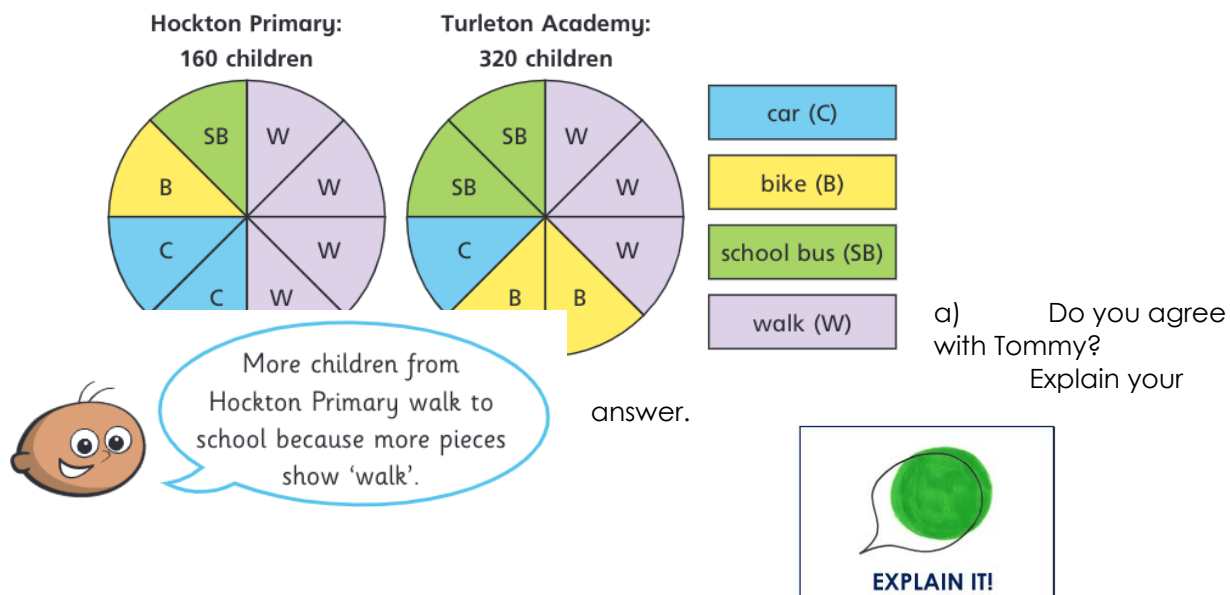 Hockton Primary:
160 children
Turleton Academy:
320 children
SB
W
B
W
C
W
C
W
SB
W
SB
W
C
W
B
B
car (C)
bike (B)
school bus (SB)
walk (W)
a) Do you agree
with Tommy?
Explain your
answer.
More children from
Hockton Primary walk to
school because more pieces
show ‘walk’.
EXPLAIN IT!